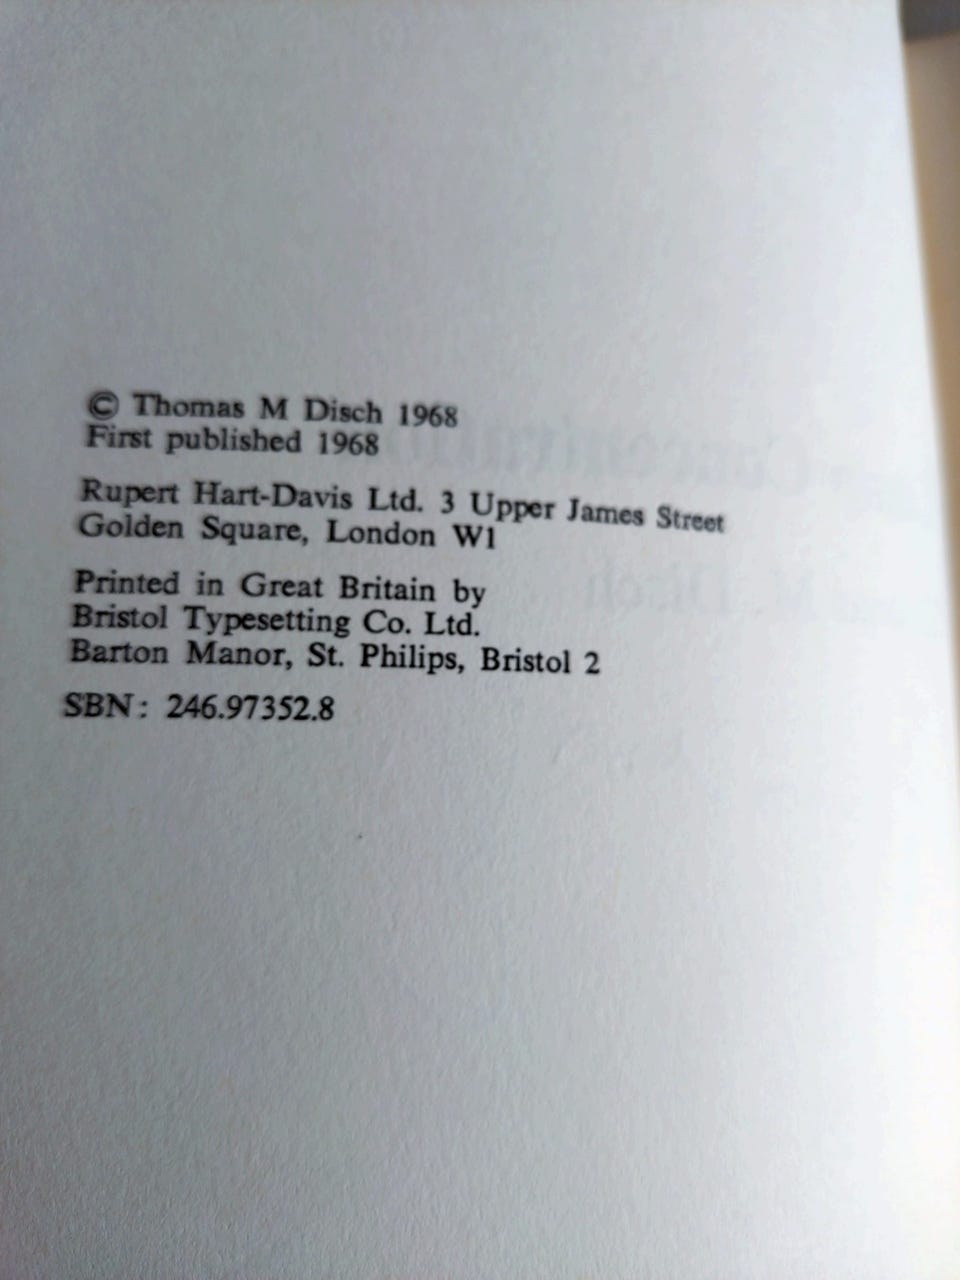 © Thomas M Disch 1968
First published 1968
Rupert Hart-Davis Ltd. 3 Upper James Street
Golden Square, London W1
Printed in Great Britain by
Bristol Typesetting Co. Ltd.
Barton Manor, St. Philips, Bristol 2
SBN: 246.97352.8